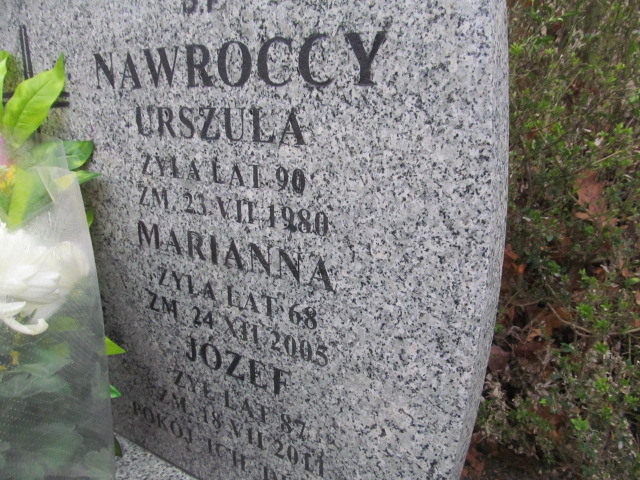 NAWROCCY
URSZULA
ŻYŁA LAT 90
ZM. 23 VII 1980
MARIANNA
ŻYŁA LAT 68
ZM. 24 XII 2005
JÓZEF
ŻYŁ LAT 87
ZM. 18 VII 2011
POKÓJ ICH